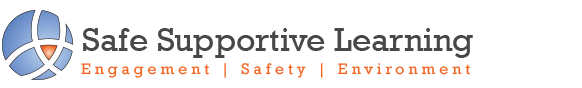 Safe Supportive Learning
Engagement | Safety | Environment